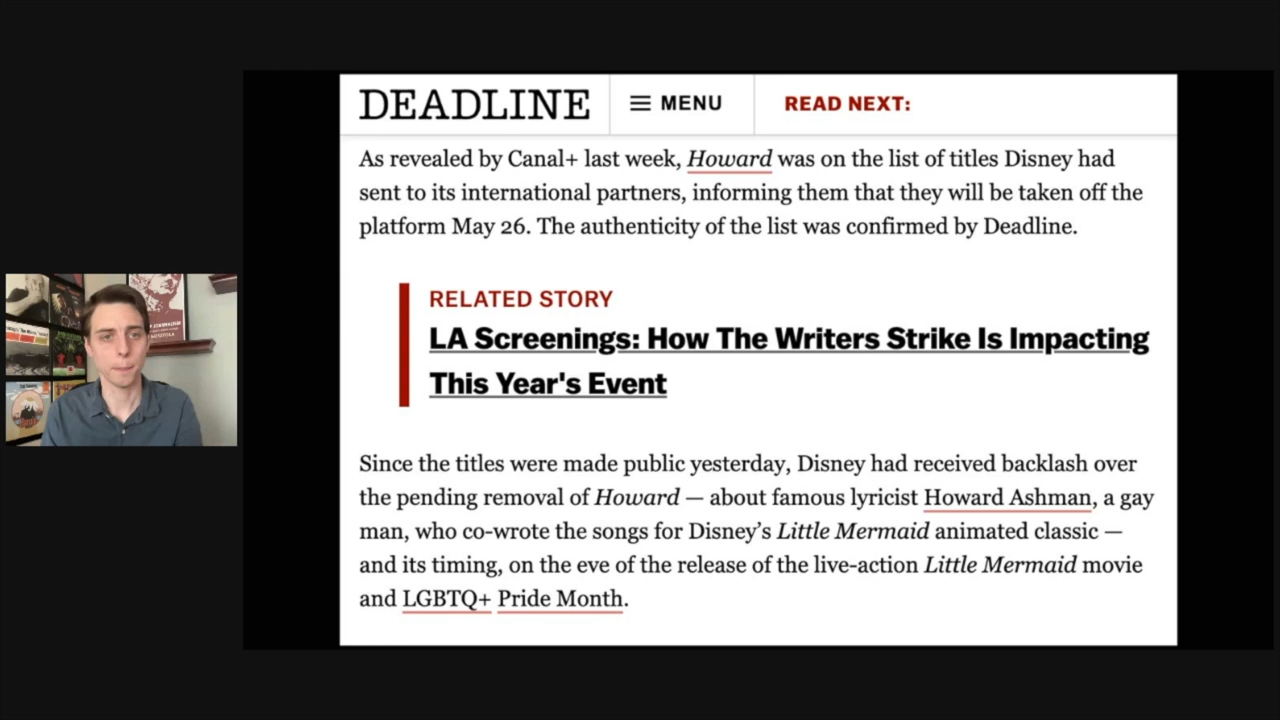 DEADLINE
MENU
READ NEXT:
As revealed by Canal+ last week, Howard was on the list of titles Disney had
sent to its international partners, informing them that they will be taken off the
platform May 26. The authenticity of the list was confirmed by Deadline.
RELATED STORY
LA Screenings: How The Writers Strike Is Impacting
This Year's Event
Since the titles were made public yesterday, Disney had received backlash over
the pending removal of Howard — about famous lyricist Howard Ashman, a gay
man, who co-wrote the songs for Disney’s Little Mermaid animated classic —
and its timing, on the eve of the release of the live-action Little Mermaid movie
and LGBTQ+ Pride Month.